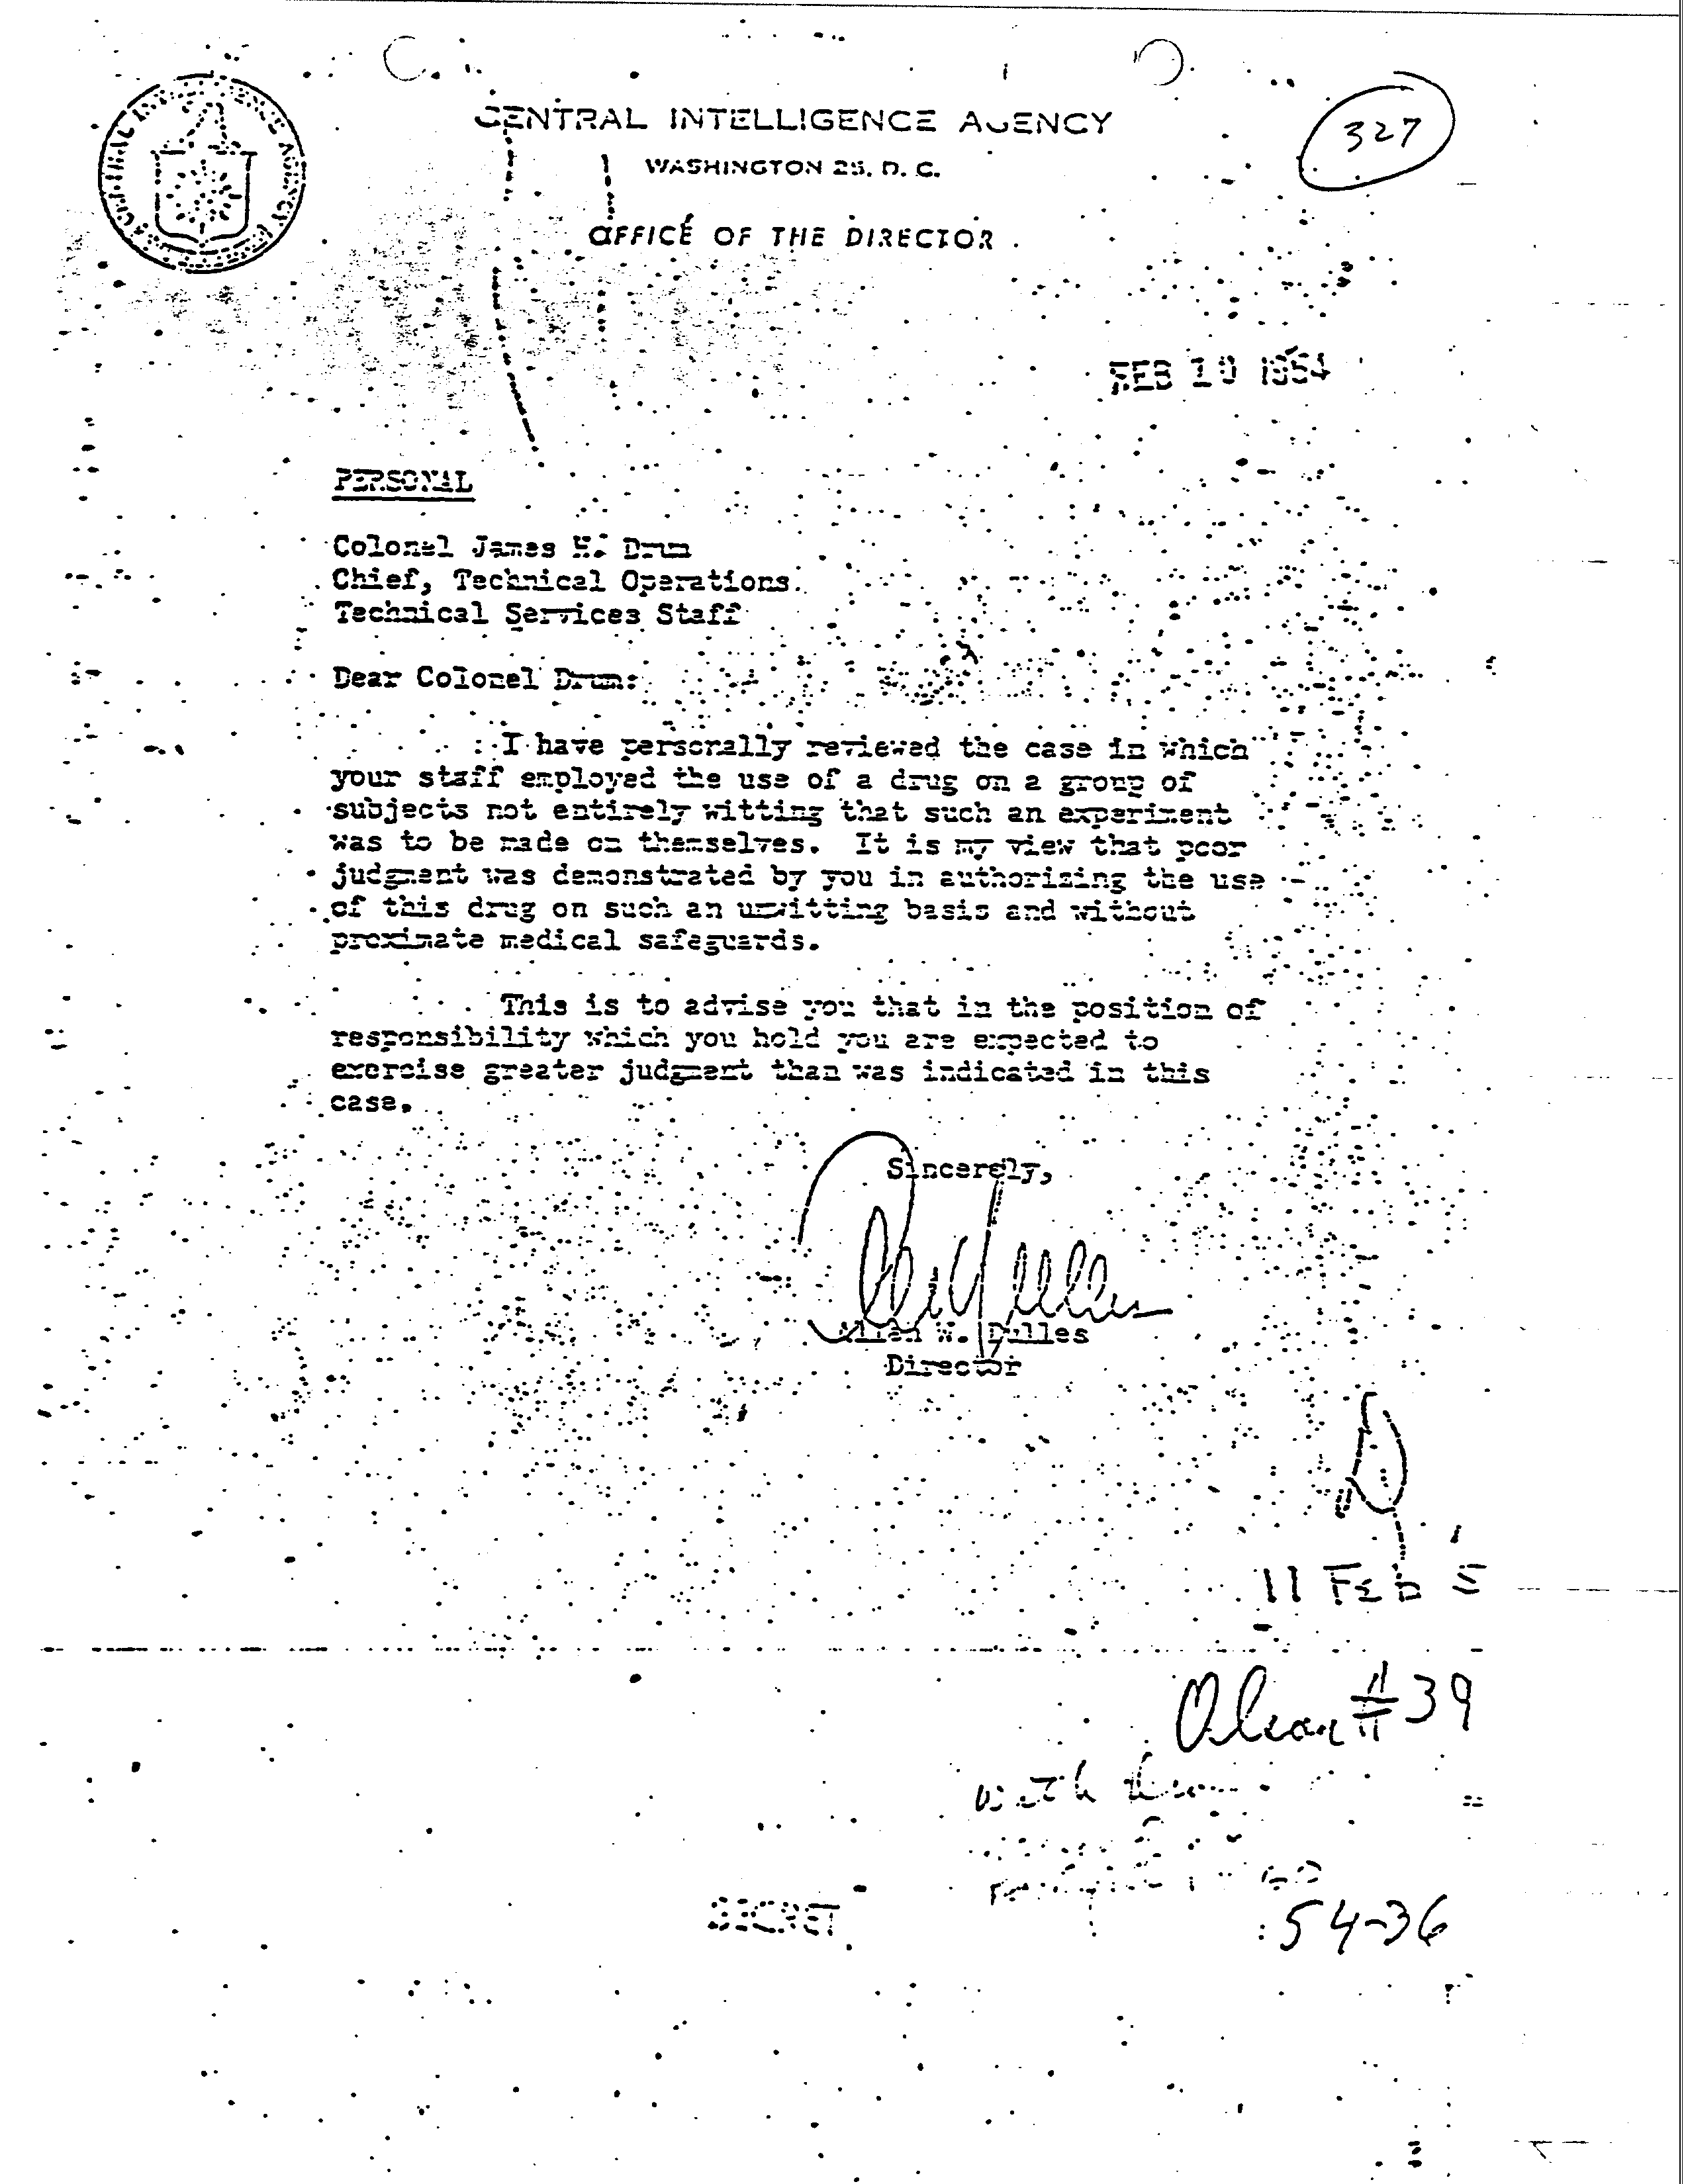 CENTRAL INTELLIGENCE AGENCY
327
WASHINGTON 25, D. C.
OFFICE OF THE DIRECTOR
FEB 10 1954
PERSONAL
Colonel James H. Drum
Chief, Technical Operations
Technical Services Staff
Dear Colonel Drum:
I have personally reviewed the case in which
your staff employed the use of a drug on a group of
subjects not entirely witting that such an experiment
was to be made on themselves. It is my view that poor
judgment was demonstrated by you in authorizing the use
of this drug on such an unwitting basis and without
proximate medical safeguards.
This is to advise you that in the position of
responsibility which you hold you are expected to
exercise greater judgment than was indicated in this
case.
Sincerely,
Allen W. Dulles
Director
11 Feb
Olson #39
SECRET
54-36